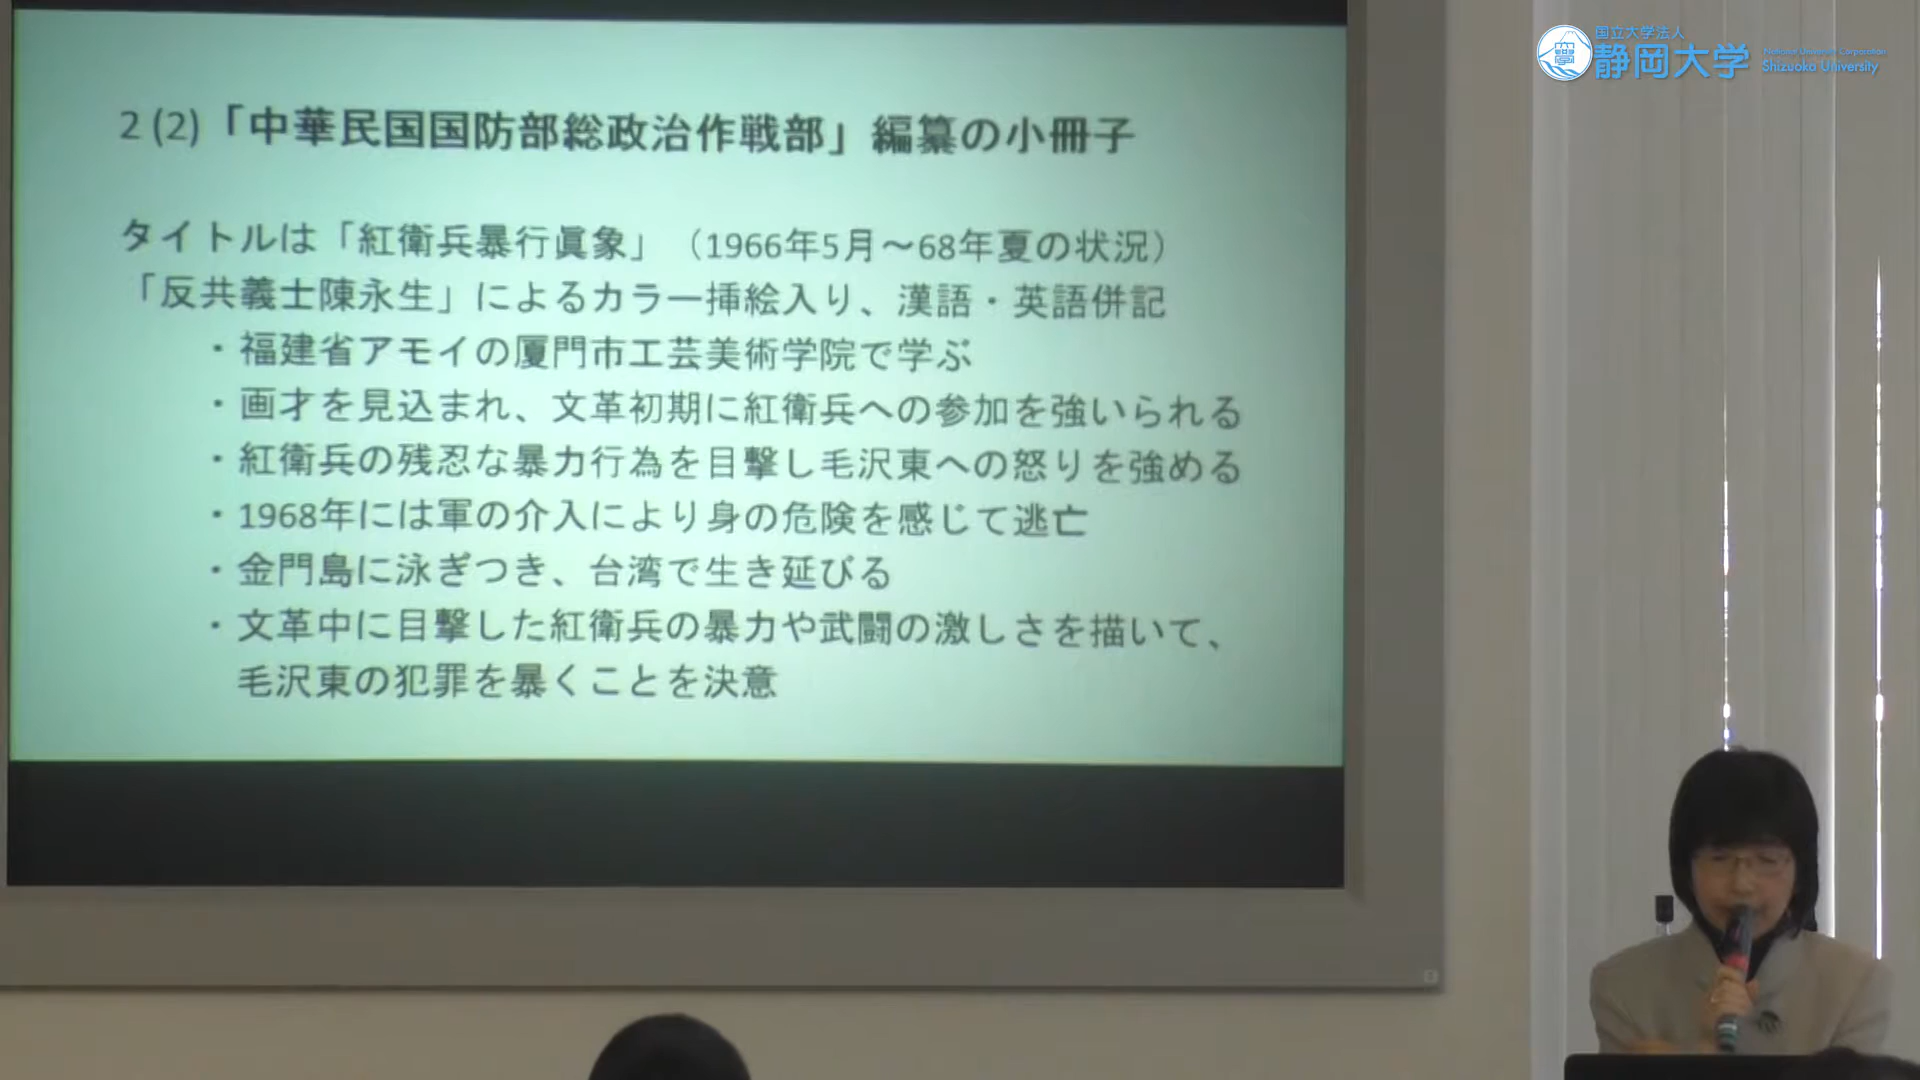 国立大学法人
静岡大学
National University Corporation
Shizuoka University
2 (2)「中華民国国防部総政治作戦部」編纂の小冊子
タイトルは「紅衛兵暴行眞象」（1966年5月～68年夏の状況）
「反共義士陳永生」によるカラー挿絵入り、漢語・英語併記
・福建省アモイの厦門市工芸美術学院で学ぶ
・画才を見込まれ、文革初期に紅衛兵への参加を強いられる
・紅衛兵の残忍な暴力行為を目撃し毛沢東への怒りを強める
・1968年には軍の介入により身の危険を感じて逃亡
・金門島に泳ぎつき、台湾で生き延びる
・文革中に目撃した紅衛兵の暴力や武闘の激しさを描いて、
毛沢東の犯罪を暴くことを決意